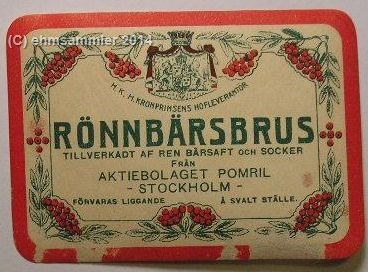 (C) ehmsammler 2014
H. K. H. KRONPRINSENS HOFLEVERANTÖR
RÖNNBÄRSBRUS
TILLVERKADT AF REN BÄRSAFT OCH SOCKER
FRÅN
AKTIEBOLAGET POMRIL
- STOCKHOLM -
FÖRVARAS LIGGANDE Å SVALT STÄLLE.